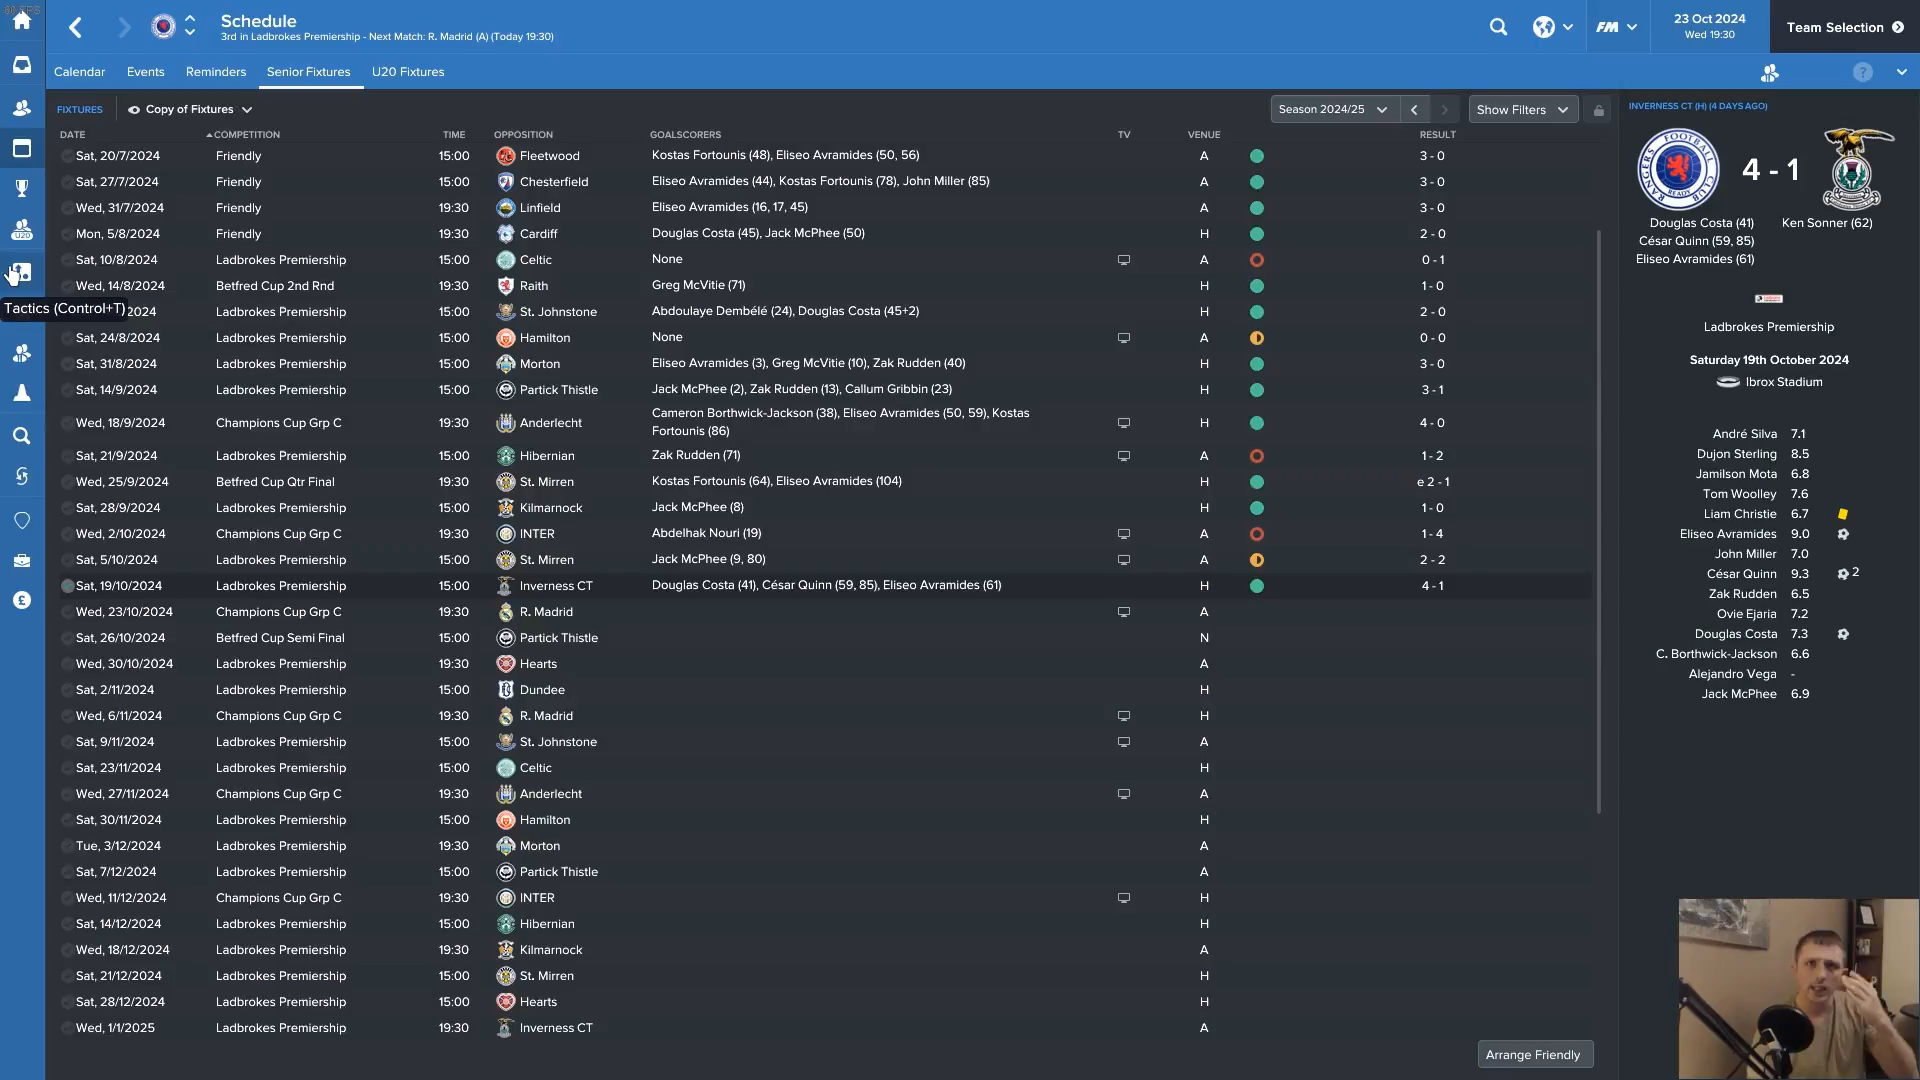 60 FPS
Schedule
3rd in Ladbrokes Premiership - Next Match: R. Madrid (A) (Today 19:30)
FM
23 Oct 2024
Wed 19:30
Team Selection
Calendar Events Reminders Senior Fixtures U20 Fixtures
?
FIXTURES Copy of Fixtures Season 2024/25 Show Filters
DATE COMPETITION TIME OPPOSITION GOALSCORERS TV VENUE RESULT
Sat, 20/7/2024 Friendly 15:00 Fleetwood Kostas Fortounis (48), Eliseo Avramides (50, 56) A 3 - 0
Sat, 27/7/2024 Friendly 15:00 Chesterfield Eliseo Avramides (44), Kostas Fortounis (78), John Miller (85) A 3 - 0
Wed, 31/7/2024 Friendly 19:30 Linfield Eliseo Avramides (16, 17, 45) A 3 - 0
Mon, 5/8/2024 Friendly 19:30 Cardiff Douglas Costa (45), Jack McPhee (50) H 2 - 0
Sat, 10/8/2024 Ladbrokes Premiership 15:00 Celtic None A 0 - 1
Wed, 14/8/2024 Betfred Cup 2nd Rnd 19:30 Raith Greg McVitie (71) H 1 - 0
Tactics (Control+T)
/2024 Ladbrokes Premiership 15:00 St. Johnstone Abdoulaye Dembélé (24), Douglas Costa (45+2) H 2 - 0
Sat, 24/8/2024 Ladbrokes Premiership 15:00 Hamilton None A 0 - 0
Sat, 31/8/2024 Ladbrokes Premiership 15:00 Morton Eliseo Avramides (3), Greg McVitie (10), Zak Rudden (40) H 3 - 0
Sat, 14/9/2024 Ladbrokes Premiership 15:00 Partick Thistle Jack McPhee (2), Zak Rudden (13), Callum Gribbin (23) H 3 - 1
Wed, 18/9/2024 Champions Cup Grp C 19:30 Anderlecht Cameron Borthwick-Jackson (38), Eliseo Avramides (50, 59), Kostas
Fortounis (86) H 4 - 0
Sat, 21/9/2024 Ladbrokes Premiership 15:00 Hibernian Zak Rudden (71) A 1 - 2
Wed, 25/9/2024 Betfred Cup Qtr Final 19:30 St. Mirren Kostas Fortounis (64), Eliseo Avramides (104) H e 2 - 1
Sat, 28/9/2024 Ladbrokes Premiership 15:00 Kilmarnock Jack McPhee (8) H 1 - 0
Wed, 2/10/2024 Champions Cup Grp C 19:30 INTER Abdelhak Nouri (19) A 1 - 4
Sat, 5/10/2024 Ladbrokes Premiership 15:00 St. Mirren Jack McPhee (9, 80) A 2 - 2
Sat, 19/10/2024 Ladbrokes Premiership 15:00 Inverness CT Douglas Costa (41), César Quinn (59, 85), Eliseo Avramides (61) H 4 - 1
Wed, 23/10/2024 Champions Cup Grp C 19:30 R. Madrid A
Sat, 26/10/2024 Betfred Cup Semi Final 15:00 Partick Thistle N
Wed, 30/10/2024 Ladbrokes Premiership 19:30 Hearts A
Sat, 2/11/2024 Ladbrokes Premiership 15:00 Dundee H
Wed, 6/11/2024 Champions Cup Grp C 19:30 R. Madrid H
Sat, 9/11/2024 Ladbrokes Premiership 15:00 St. Johnstone A
Sat, 23/11/2024 Ladbrokes Premiership 15:00 Celtic H
Wed, 27/11/2024 Champions Cup Grp C 19:30 Anderlecht A
Sat, 30/11/2024 Ladbrokes Premiership 15:00 Hamilton H
Tue, 3/12/2024 Ladbrokes Premiership 19:30 Morton A
Sat, 7/12/2024 Ladbrokes Premiership 15:00 Partick Thistle A
Wed, 11/12/2024 Champions Cup Grp C 19:30 INTER H
Sat, 14/12/2024 Ladbrokes Premiership 15:00 Hibernian H
Wed, 18/12/2024 Ladbrokes Premiership 19:30 Kilmarnock A
Sat, 21/12/2024 Ladbrokes Premiership 15:00 St. Mirren H
Sat, 28/12/2024 Ladbrokes Premiership 15:00 Hearts H
Wed, 1/1/2025 Ladbrokes Premiership 19:30 Inverness CT A
Arrange Friendly
INVERNESS CT (H) (4 DAYS AGO)
RANGERS FOOTBALL CLUB
READY
4 - 1
Douglas Costa (41) Ken Sonner (62)
César Quinn (59, 85)
Eliseo Avramides (61)
Ladbrokes Premiership
Saturday 19th October 2024
Ibrox Stadium
André Silva 7.1
Dujon Sterling 8.5
Jamilson Mota 6.8
Tom Woolley 7.6
Liam Christie 6.7
Eliseo Avramides 9.0
John Miller 7.0
César Quinn 9.3 2
Zak Rudden 6.5
Ovie Ejaria 7.2
Douglas Costa 7.3
C. Borthwick-Jackson 6.6
Alejandro Vega -
Jack McPhee 6.9
U20
£